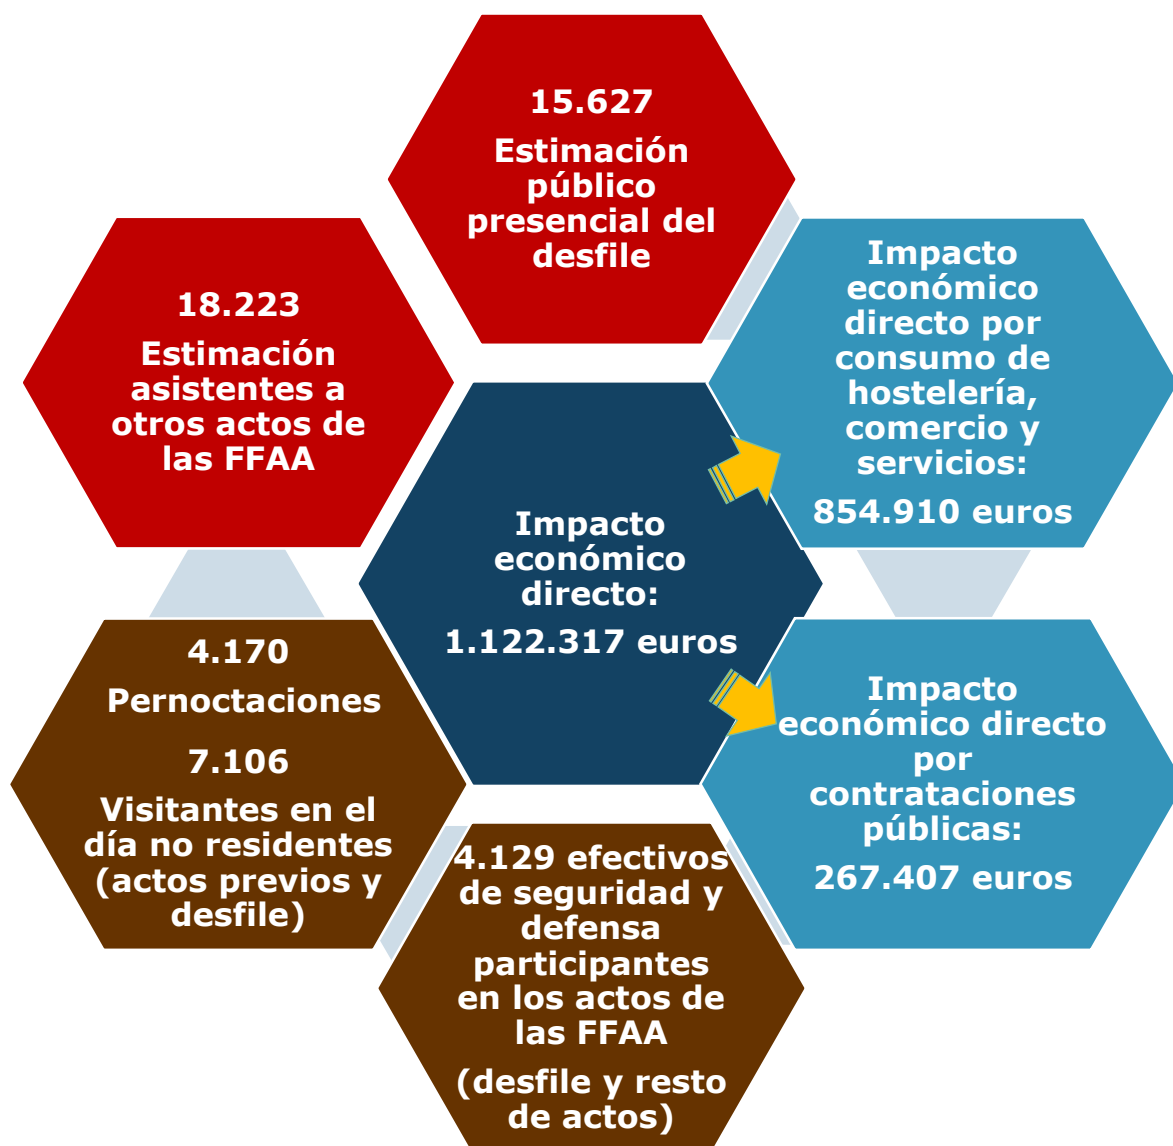 15.627
Estimación
público
presencial del
desfile
18.223
Estimación
asistentes a
otros actos de
las FFAA
Impacto
económico
directo por
consumo de
hostelería,
comercio y
servicios:
854.910 euros
Impacto
económico
directo:
1.122.317 euros
4.170
Pernoctaciones
7.106
Visitantes en el
día no residentes
(actos previos y
desfile)
Impacto
económico directo
por
contrataciones
públicas:
267.407 euros
4.129 efectivos
de seguridad y
defensa
participantes
en los actos de
las FFAA
(desfile y resto
de actos)